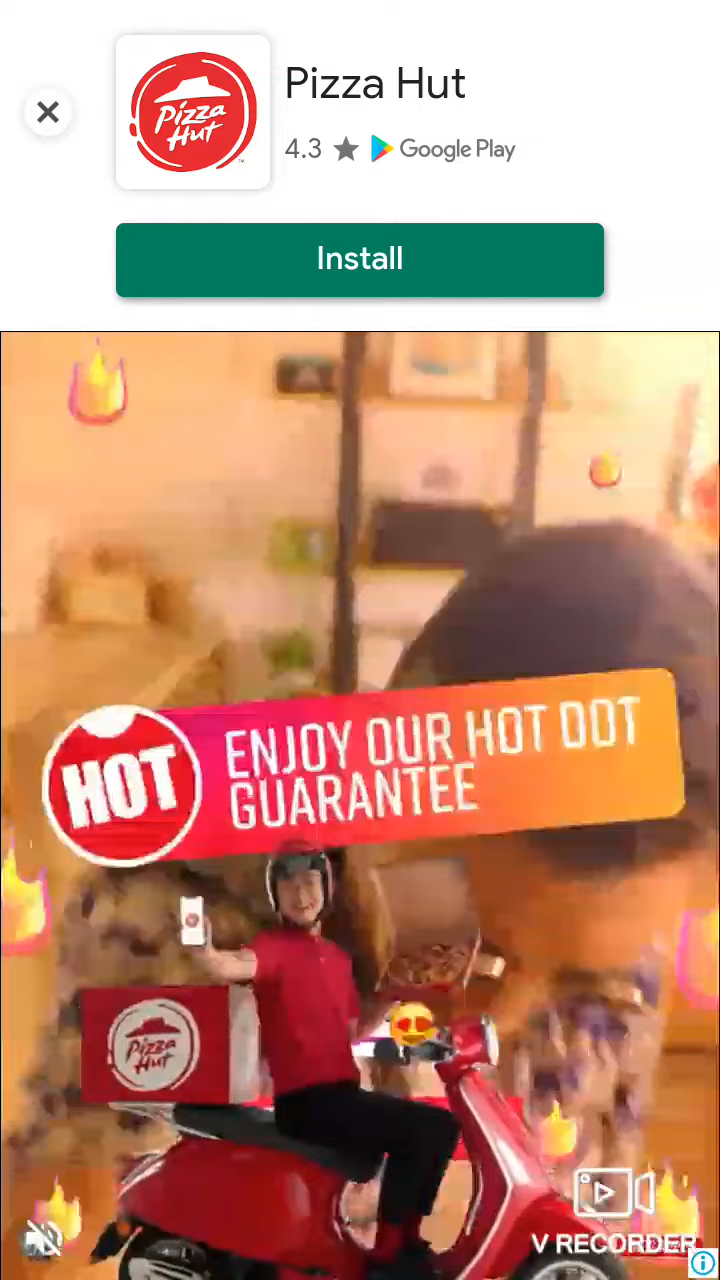 Pizza Hut
Pizza
Hut
4.3
Google Play
Install
HOT
ENJOY OUR HOT DOT
GUARANTEE
Pizza
Hut
V RECORDER